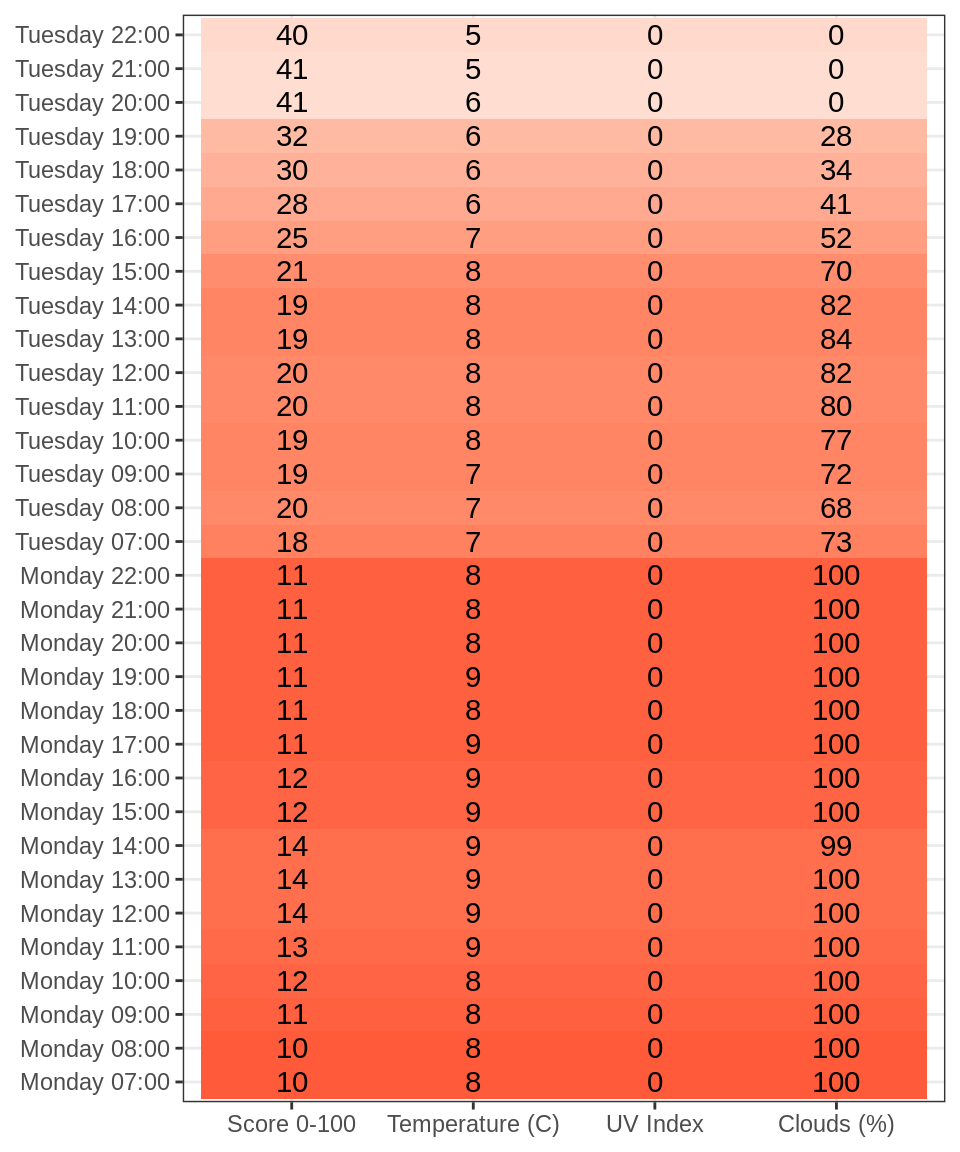 Tuesday 22:00 40 5 0 0
Tuesday 21:00 41 5 0 0
Tuesday 20:00 41 6 0 0
Tuesday 19:00 32 6 0 28
Tuesday 18:00 30 6 0 34
Tuesday 17:00 28 6 0 41
Tuesday 16:00 25 7 0 52
Tuesday 15:00 21 8 0 70
Tuesday 14:00 19 8 0 82
Tuesday 13:00 19 8 0 84
Tuesday 12:00 20 8 0 82
Tuesday 11:00 20 8 0 80
Tuesday 10:00 19 8 0 77
Tuesday 09:00 19 7 0 72
Tuesday 08:00 20 7 0 68
Tuesday 07:00 18 7 0 73
Monday 22:00 11 8 0 100
Monday 21:00 11 8 0 100
Monday 20:00 11 8 0 100
Monday 19:00 11 9 0 100
Monday 18:00 11 8 0 100
Monday 17:00 11 9 0 100
Monday 16:00 12 9 0 100
Monday 15:00 12 9 0 100
Monday 14:00 14 9 0 99
Monday 13:00 14 9 0 100
Monday 12:00 14 9 0 100
Monday 11:00 13 9 0 100
Monday 10:00 12 8 0 100
Monday 09:00 11 8 0 100
Monday 08:00 10 8 0 100
Monday 07:00 10 8 0 100
Score 0-100 Temperature (C) UV Index Clouds (%)